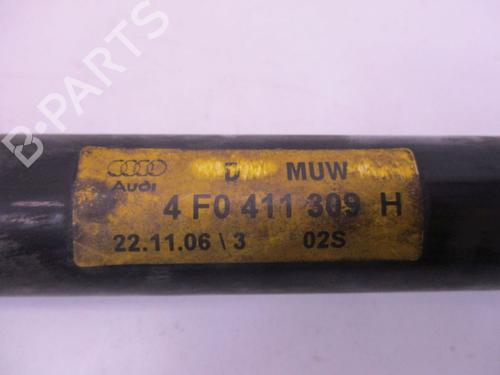 B-PARTS
D MUW
Audi
4 F0 411 309 H
22.11.06 \ 3 02S